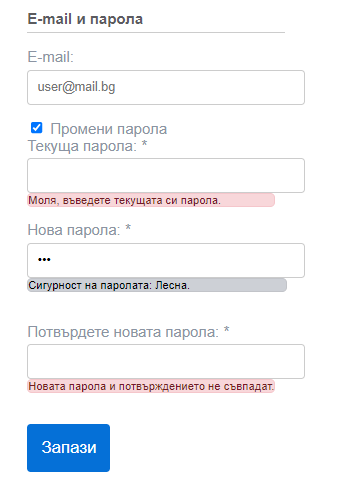 E-mail и парола
E-mail:
user@mail.bg
Промени парола
Текуща парола: *
Моля, въведете текущата си парола.
Нова парола: *
•••
Сигурност на паролата: Лесна.
Потвърдете новата парола: *
Новата парола и потвърждението не съвпадат.
Запази